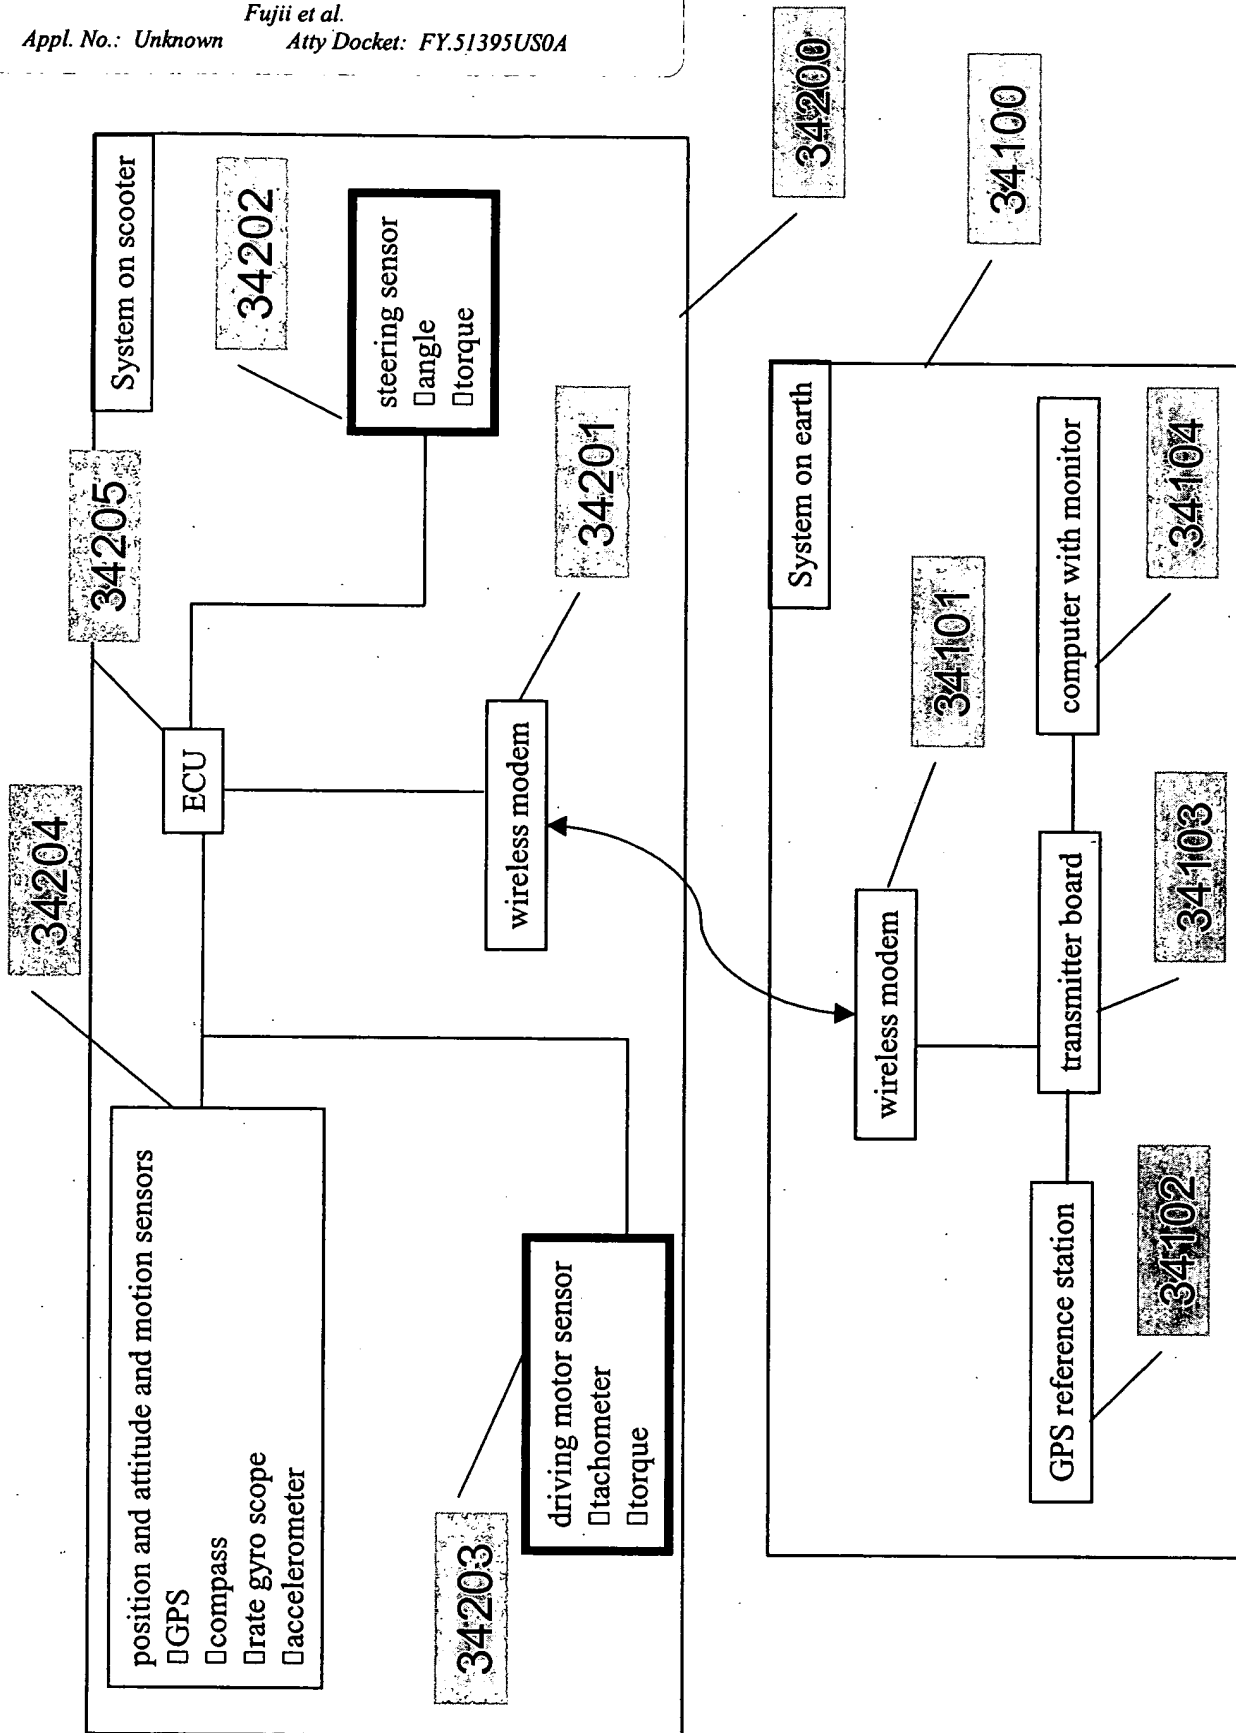 Fujii et al.
Appl. No.: Unknown Atty Docket: FY.51395US0A
34204
34205
System on scooter
34202
position and attitude and motion sensors
▯GPS
▯compass
▯rate gyro scope
▯accelerometer
ECU
steering sensor
▯angle
▯torque
34203
driving motor sensor
▯tachometer
▯torque
wireless modem
34201
34200
34100
System on earth
wireless modem
34101
GPS reference station
transmitter board
computer with monitor
34102
34103
34104